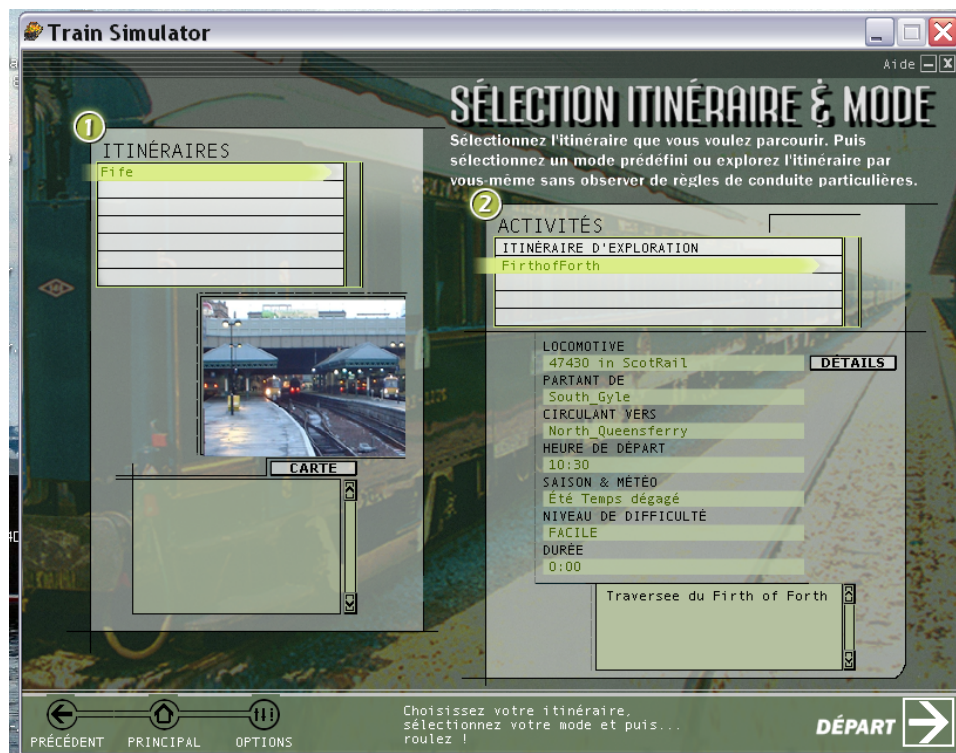 Train Simulator
Aide
SÉLECTION ITINÉRAIRE & MODE
Sélectionnez l'itinéraire que vous voulez parcourir. Puis
sélectionnez un mode prédéfini ou explorez l'itinéraire par
vous-même sans observer de règles de conduite particulières.
1
ITINÉRAIRES
Fife
CARTE
2
ACTIVITÉS
ITINÉRAIRE D'EXPLORATION
FirthofForth
LOCOMOTIVE
47430 in ScotRail
DÉTAILS
PARTANT DE
South_Gyle
CIRCULANT VERS
North_Queensferry
HEURE DE DÉPART
10:30
SAISON & MÉTÉO
Été Temps dégagé
NIVEAU DE DIFFICULTÉ
FACILE
DURÉE
0:00
Traversee du Firth of Forth
PRÉCÉDENT
PRINCIPAL
OPTIONS
Choisissez votre itinéraire,
sélectionnez votre mode et puis...
roulez !
DÉPART